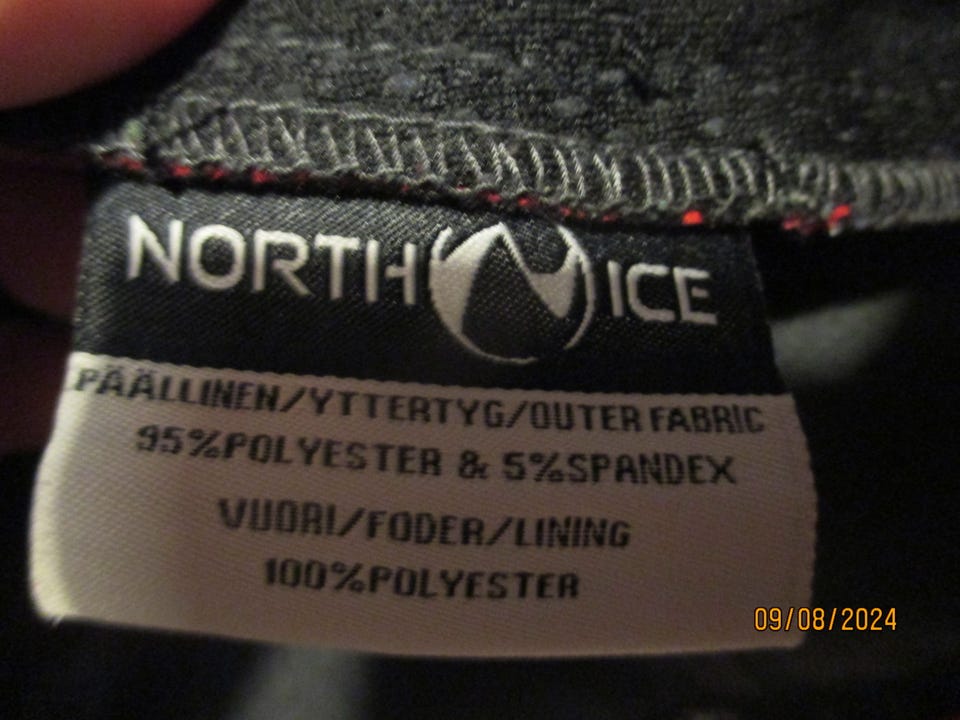 NORTH N ICE
PÄÄLLINEN/YTTERTYG/OUTER FABRIC
95%POLYESTER & 5%SPANDEX
VUORI/FODER/LINING
100%POLYESTER
09/08/2024